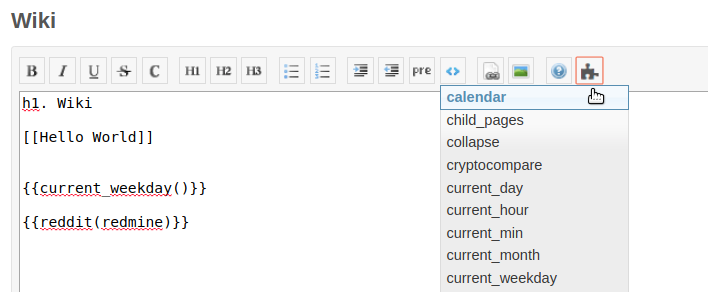 Wiki
B I U S C H1 H2 H3 pre <>
h1. Wiki
[[Hello World]]
{{current_weekday()}}
{{reddit(redmine)}}
calendar
child_pages
collapse
cryptocompare
current_day
current_hour
current_min
current_month
current_weekday